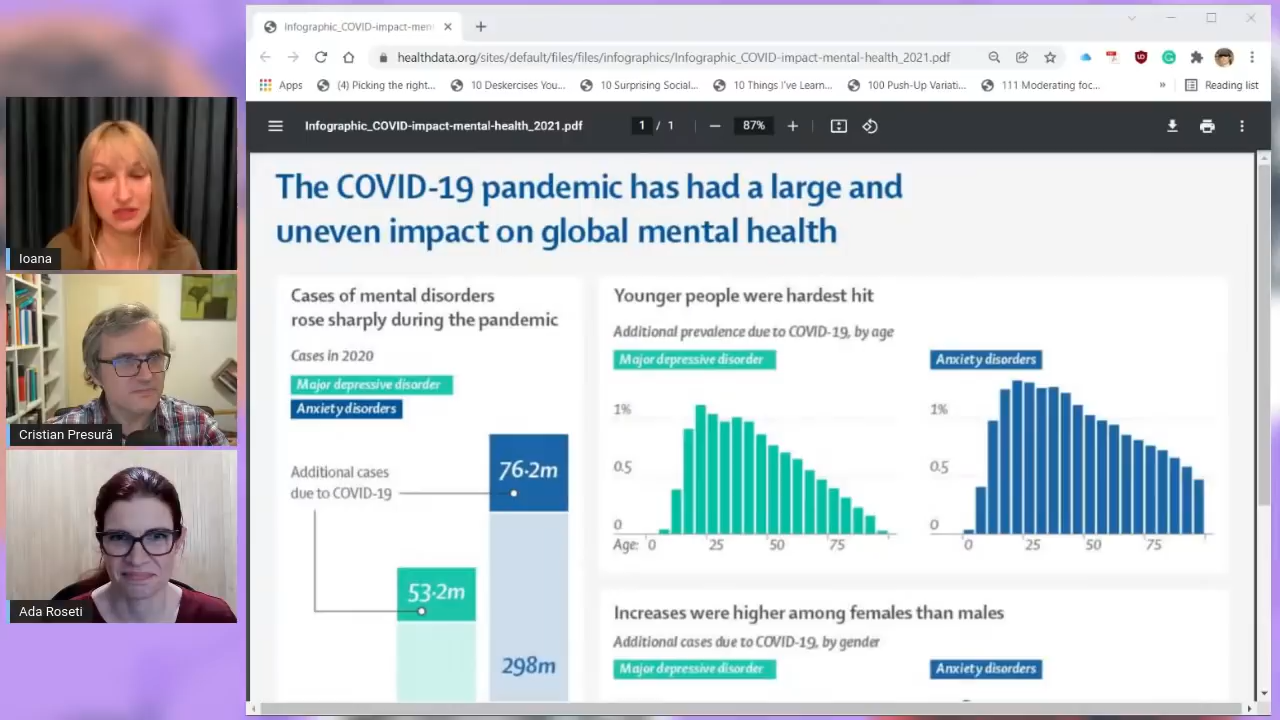 Infographic_COVID-impact-men
healthdata.org/sites/default/files/files/infographics/Infographic_COVID-impact-mental-health_2021.pdf
Apps
(4) Picking the right...
10 Deskercises You...
10 Surprising Social...
10 Things I've Learn...
100 Push-Up Variati...
111 Moderating foc...
»
Reading list
Infographic_COVID-impact-mental-health_2021.pdf
1 / 1
87%
The COVID-19 pandemic has had a large and
uneven impact on global mental health
Cases of mental disorders
rose sharply during the pandemic
Cases in 2020
Major depressive disorder
Anxiety disorders
Additional cases
due to COVID-19
76·2m
53·2m
298m
Younger people were hardest hit
Additional prevalence due to COVID-19, by age
Major depressive disorder
1%
0.5
0
Age: 0 25 50 75
Anxiety disorders
1%
0.5
0
0 25 50 75
Increases were higher among females than males
Additional cases due to COVID-19, by gender
Major depressive disorder
Anxiety disorders
Ioana
Cristian Presură
Ada Roseti